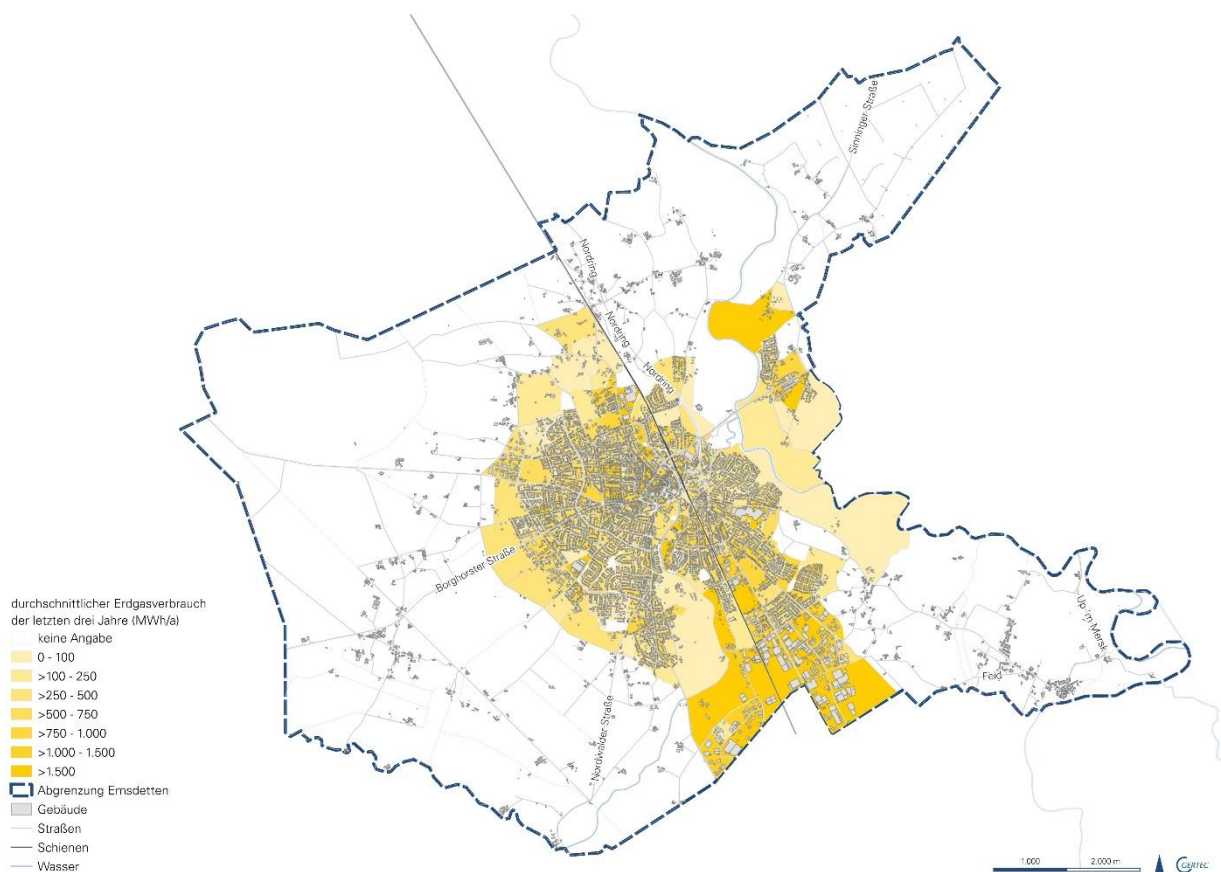 Sinninger Straße
Nordring
Nordring
Nordring
Borghorster Straße
Up'm Mersk
Feld
Nordwalder Straße
durchschnittlicher Erdgasverbrauch
der letzten drei Jahre (MWh/a)
keine Angabe
0 - 100
>100 - 250
>250 - 500
>500 - 750
>750 - 1.000
>1.000 - 1.500
>1.500
Abgrenzung Emsdetten
Gebäude
Straßen
Schienen
Wasser
1.000 2.000 m
GERTEC